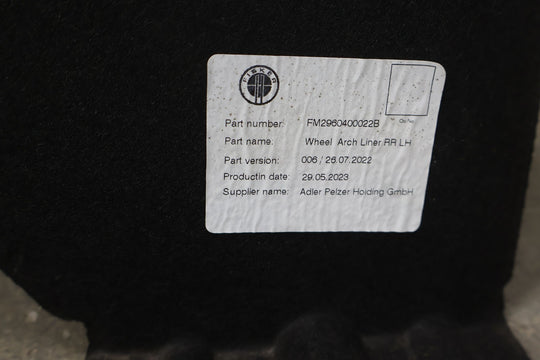 FISKER
Part number: FM2960400022B
Part name: Wheel Arch Liner RR LH
Part version: 006 / 26.07.2022
Productin date: 29.05.2023
Supplier name: Adler Pelzer Holding GmbH